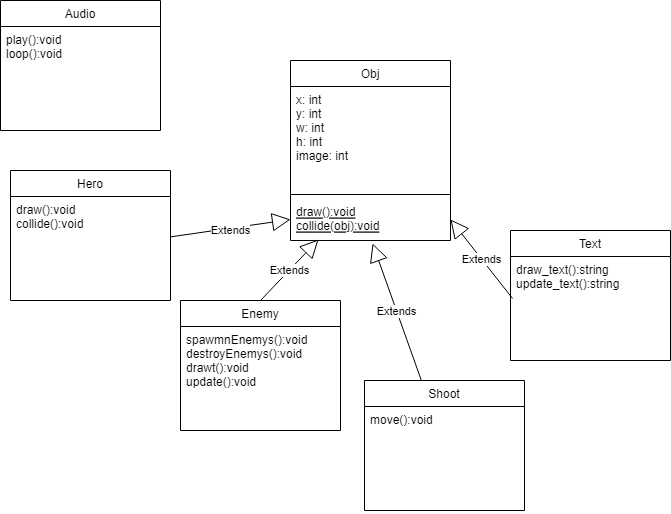 Audio
play():void
loop():void
Obj
x: int
y: int
w: int
h: int
image: int
draw():void
collide(obj):void
Hero
draw():void
collide():void
Extends
Extends
Extends
Extends
Text
draw_text():string
update_text():string
Enemy
spawmnEnemys():void
destroyEnemys():void
drawt():void
update():void
Shoot
move():void